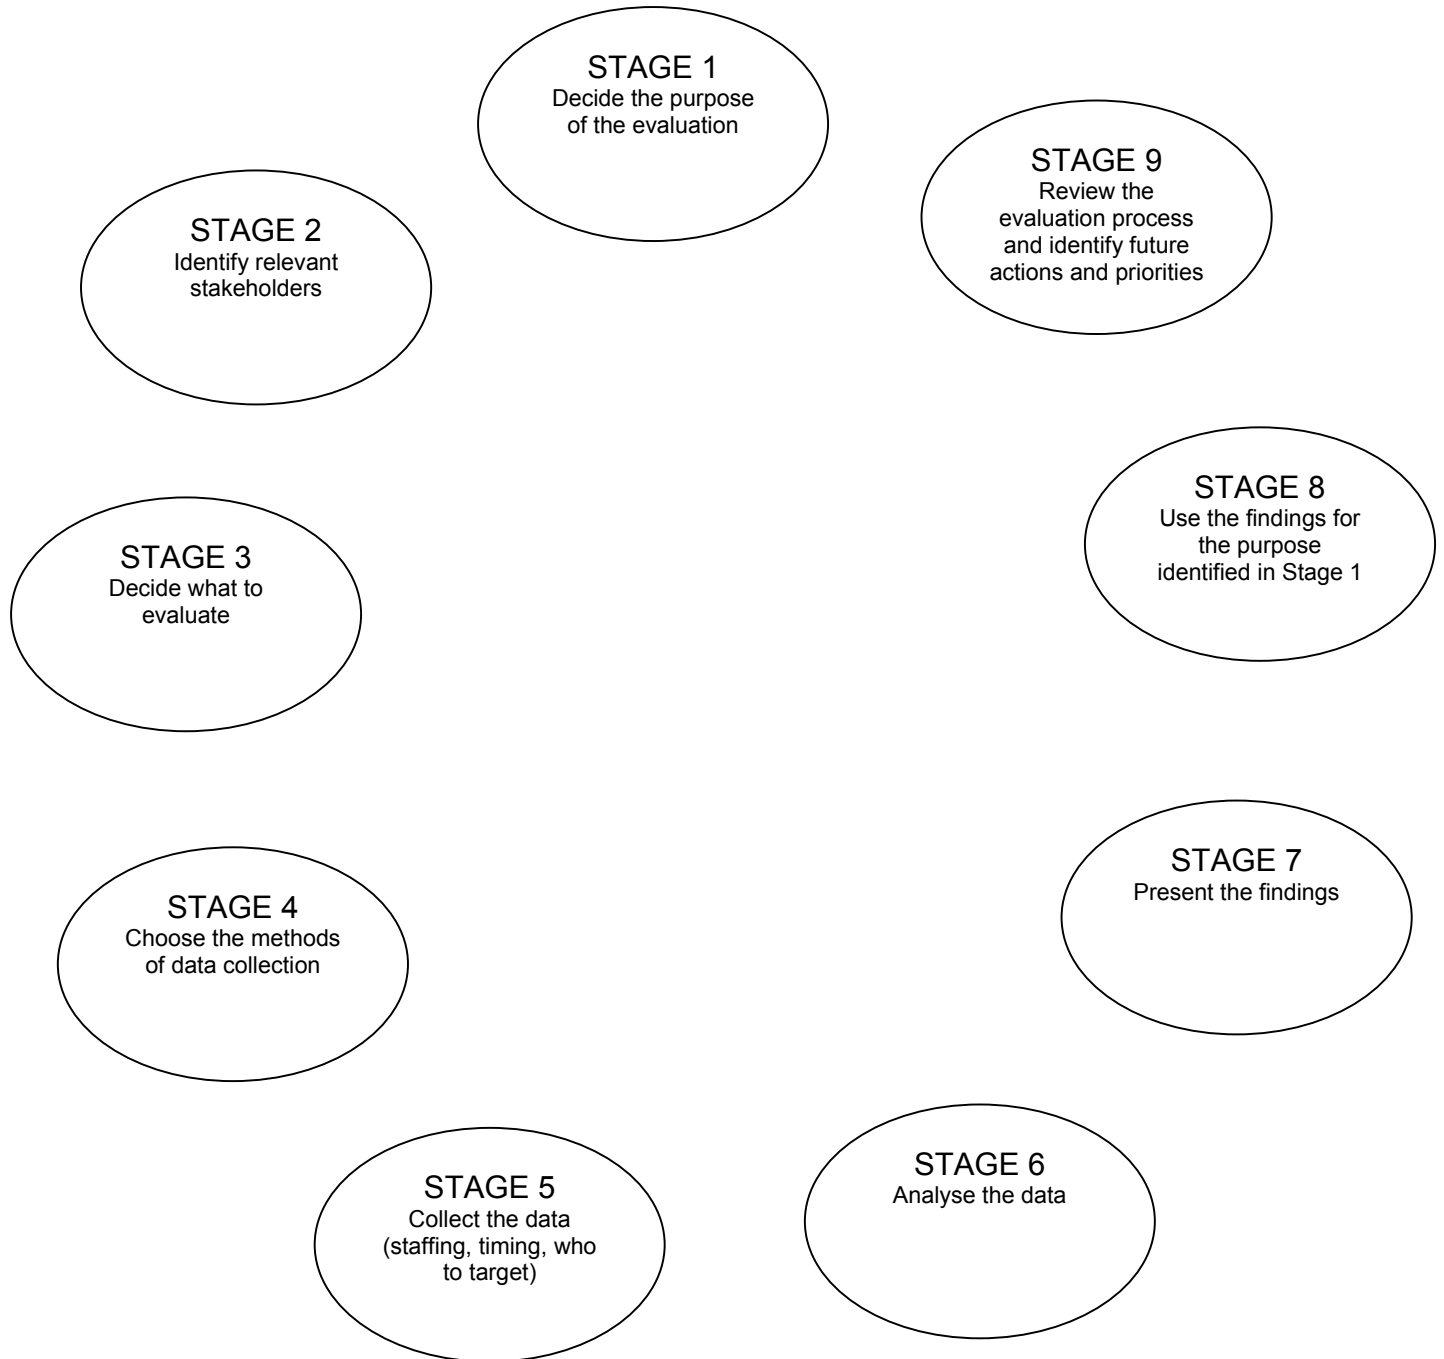 STAGE 1
Decide the purpose
of the evaluation
STAGE 2
Identify relevant
stakeholders
STAGE 3
Decide what to
evaluate
STAGE 4
Choose the methods
of data collection
STAGE 5
Collect the data
(staffing, timing, who
to target)
STAGE 6
Analyse the data
STAGE 7
Present the findings
STAGE 8
Use the findings for
the purpose
identified in Stage 1
STAGE 9
Review the
evaluation process
and identify future
actions and priorities